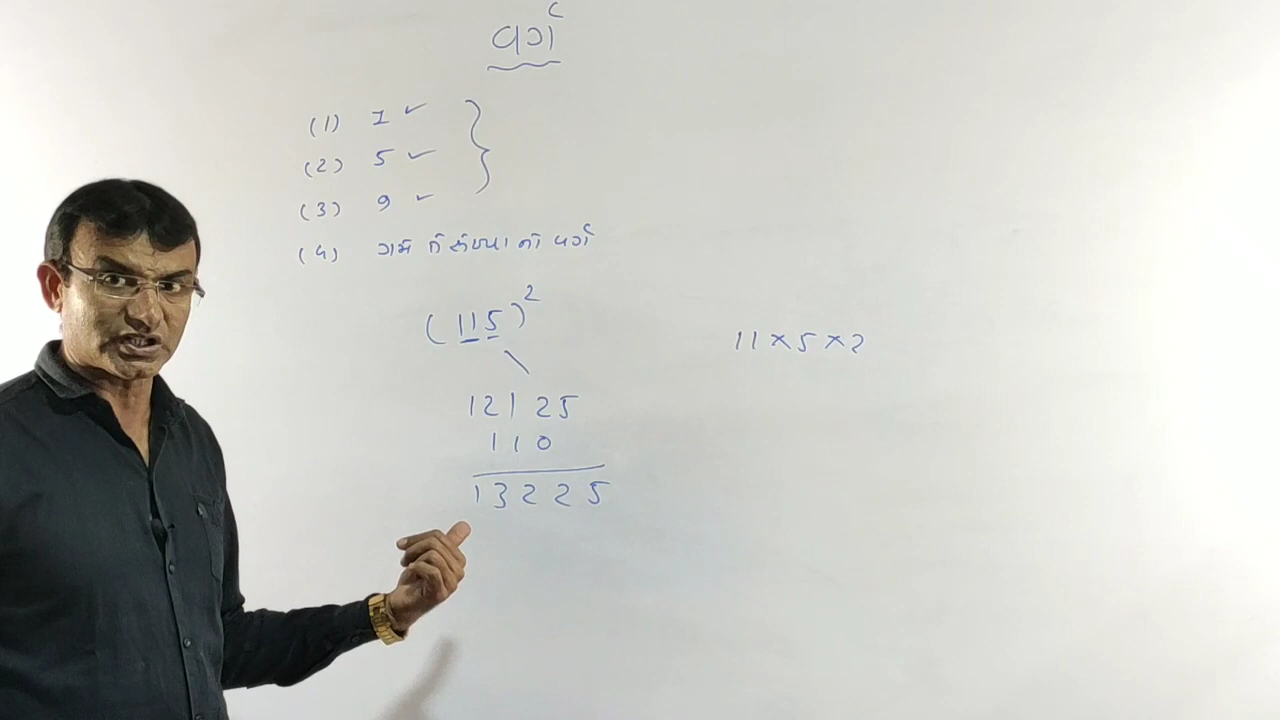 વર્ગ
(1) 1 ✓
(2) 5 ✓
(3) 9 ✓
(4) ગમે તે સંખ્યાનો વર્ગ
(115)²
11×5×2
121 25
110
13225